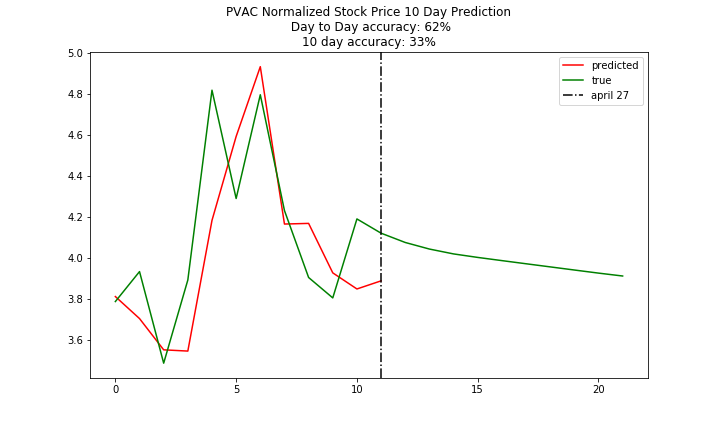 PVAC Normalized Stock Price 10 Day Prediction
Day to Day accuracy: 62%
10 day accuracy: 33%
5.0
4.8
4.6
4.4
4.2
4.0
3.8
3.6
predicted
true
april 27
0 5 10 15 20